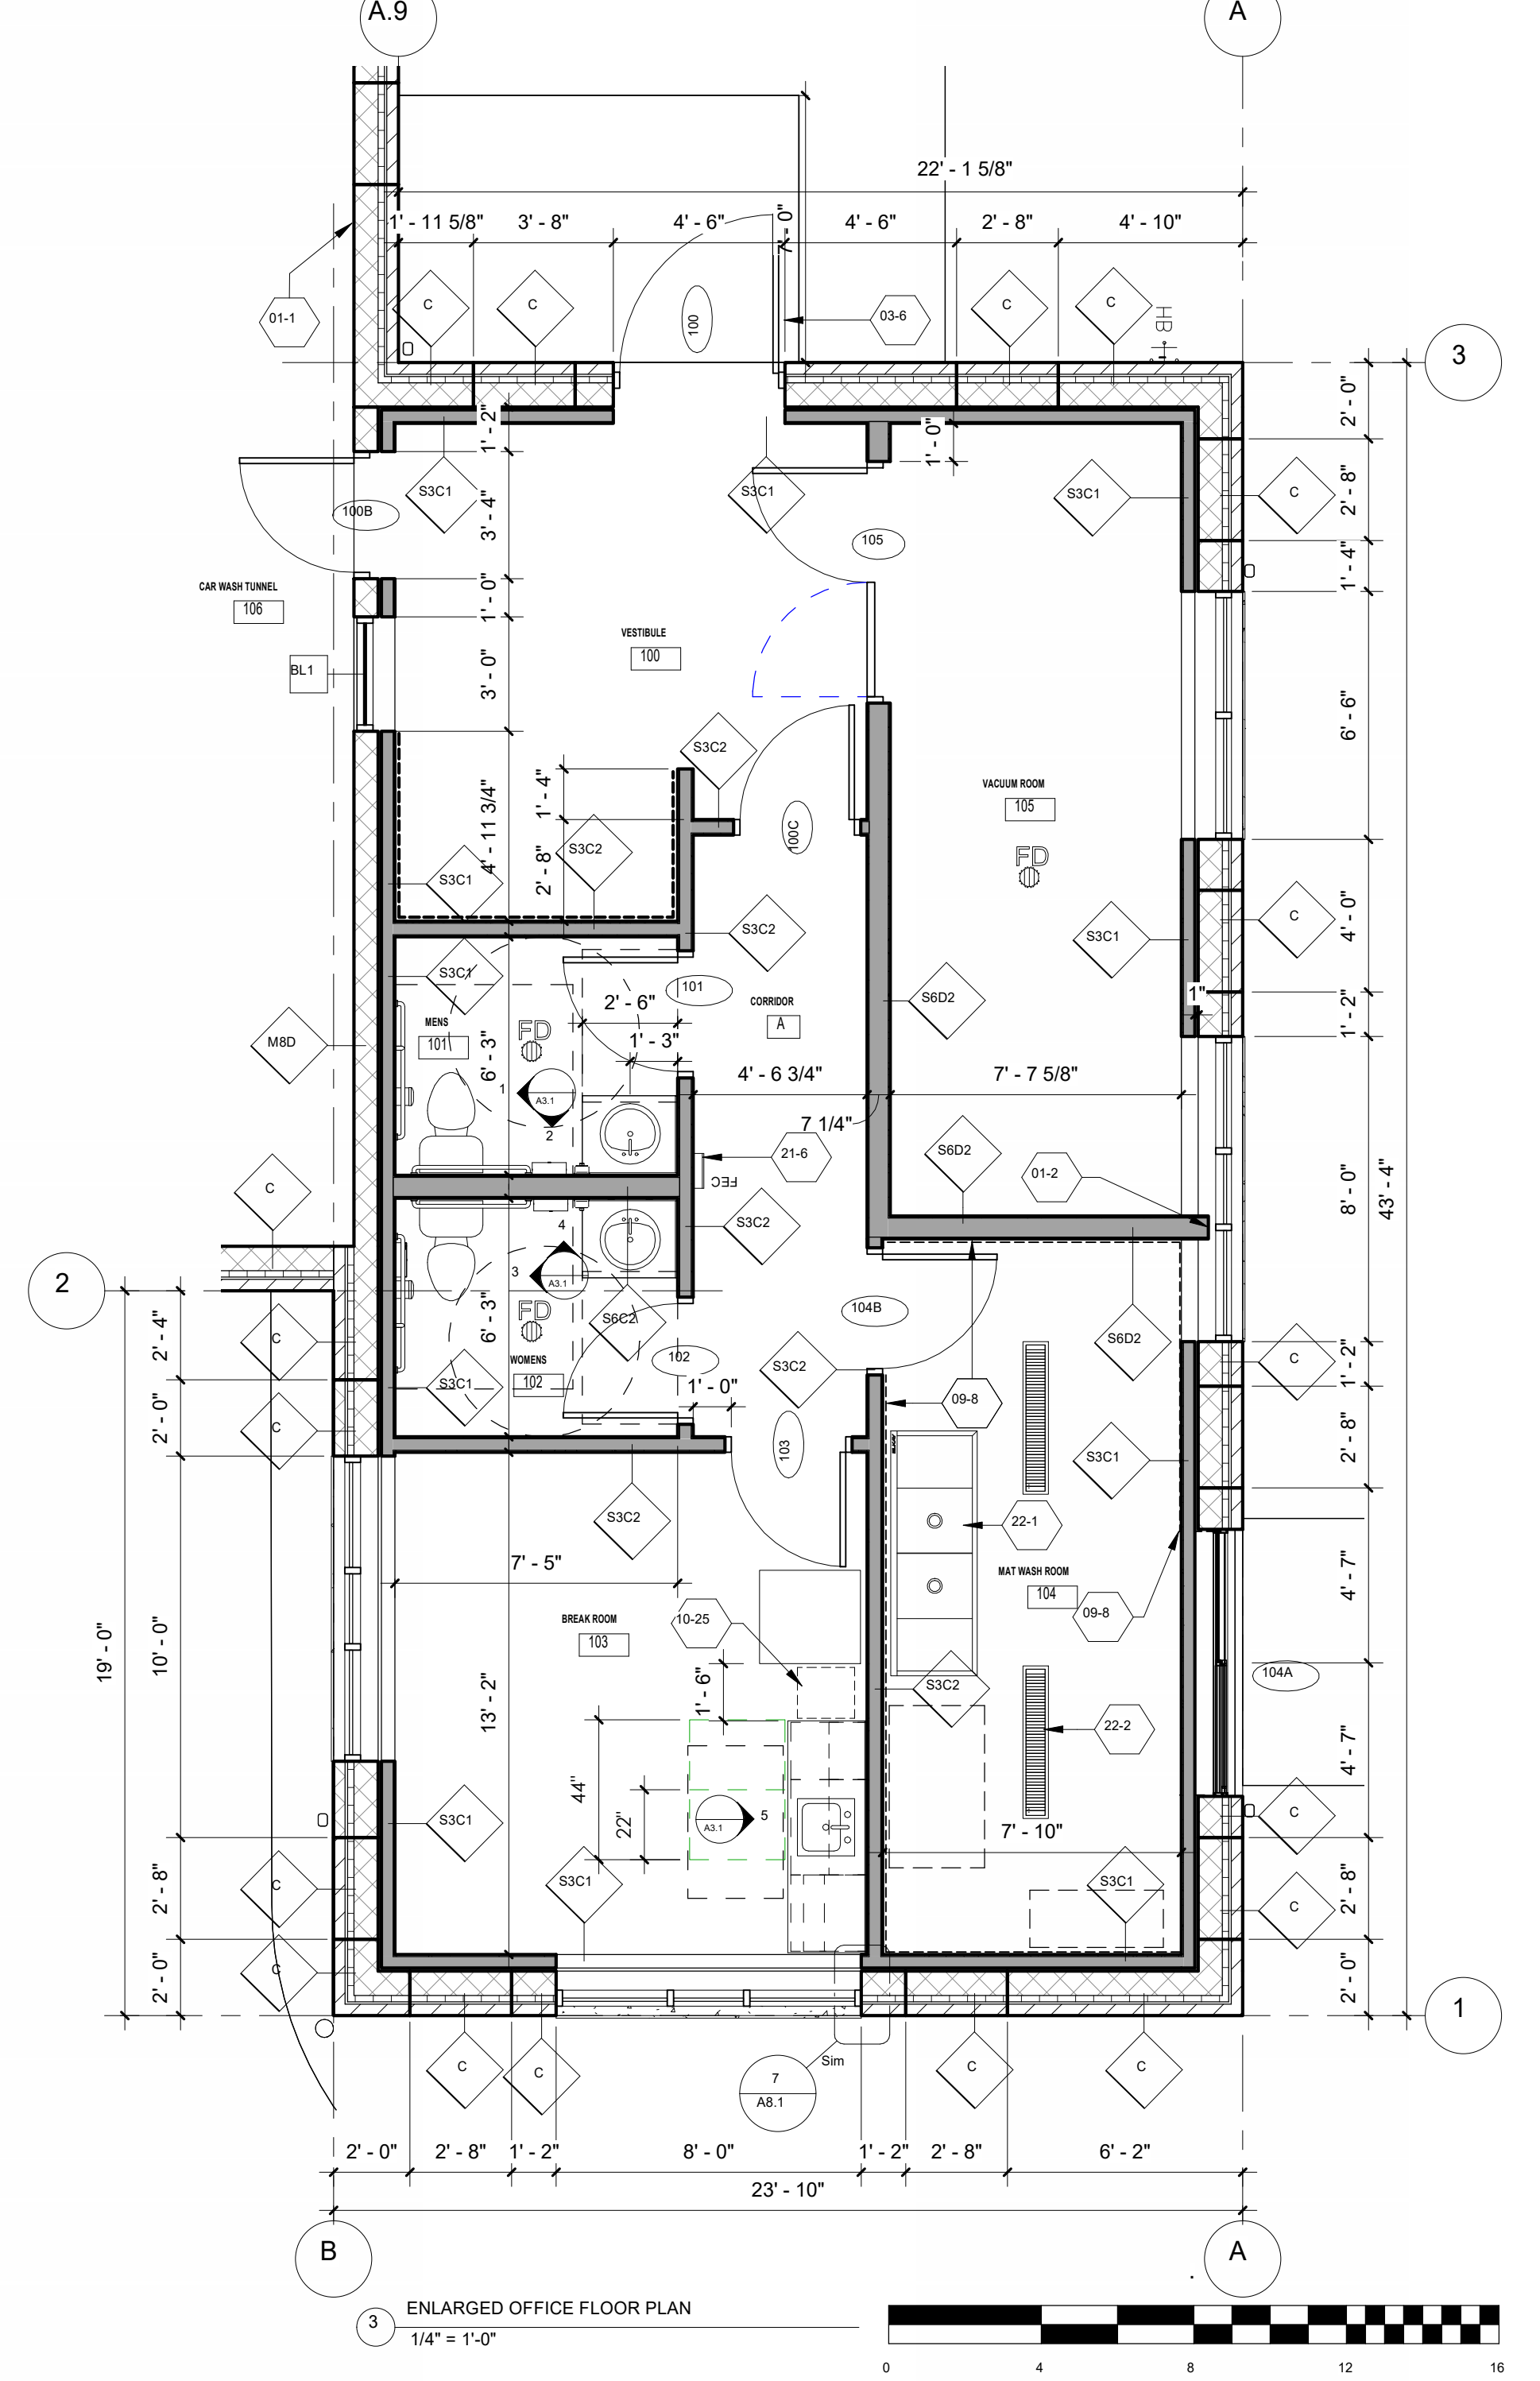 A.9
A
22' - 1 5/8"
1' - 11 5/8"
3' - 8"
4' - 6"
7' - 0"
4' - 6"
2' - 8"
4' - 10"
01-1
C
C
100
03-6
C
C
HB
3
1' - 2"
1' - 0"
2' - 0"
S3C1
S3C1
S3C1
C
2' - 8"
100B
3' - 4"
105
1' - 4"
CAR WASH TUNNEL
106
1' - 0"
VESTIBULE
100
BL1
3' - 0"
6' - 6"
S3C2
VACUUM ROOM
105
1' - 4"
4' - 11 3/4"
100C
S3C2
2' - 8"
FD
S3C1
C
4' - 0"
S3C2
S3C1
S3C1
101
2' - 6"
CORRIDOR
A
S6D2
1"
1' - 2"
MENS
101
FD
M8D
1' - 3"
6' - 3"
4' - 6 3/4"
7' - 7 5/8"
1
A3.1
2
7 1/4"
21-6
S6D2
01-2
FEC
C
8' - 0"
43' - 4"
4
S3C2
2
3
A3.1
FD
S6C2
6' - 3"
104B
S6D2
C
2' - 4"
C
1' - 2"
WOMENS
102
102
S3C2
S3C1
1' - 0"
09-8
2' - 0"
C
103
S3C1
2' - 8"
S3C2
22-1
7' - 5"
MAT WASH ROOM
104
4' - 7"
BREAK ROOM
103
10-25
09-8
19' - 0"
10' - 0"
104A
13' - 2"
1' - 6"
S3C2
22-2
4' - 7"
44"
22"
A3.1
5
S3C1
7' - 10"
C
S3C1
S3C1
C
2' - 8"
C
2' - 8"
C
2' - 0"
2' - 0"
1
C
C
Sim
7
A8.1
C
C
2' - 0"
2' - 8"
1' - 2"
8' - 0"
1' - 2"
2' - 8"
6' - 2"
23' - 10"
B
A
3
ENLARGED OFFICE FLOOR PLAN
1/4" = 1'-0"
0
4
8
12
16